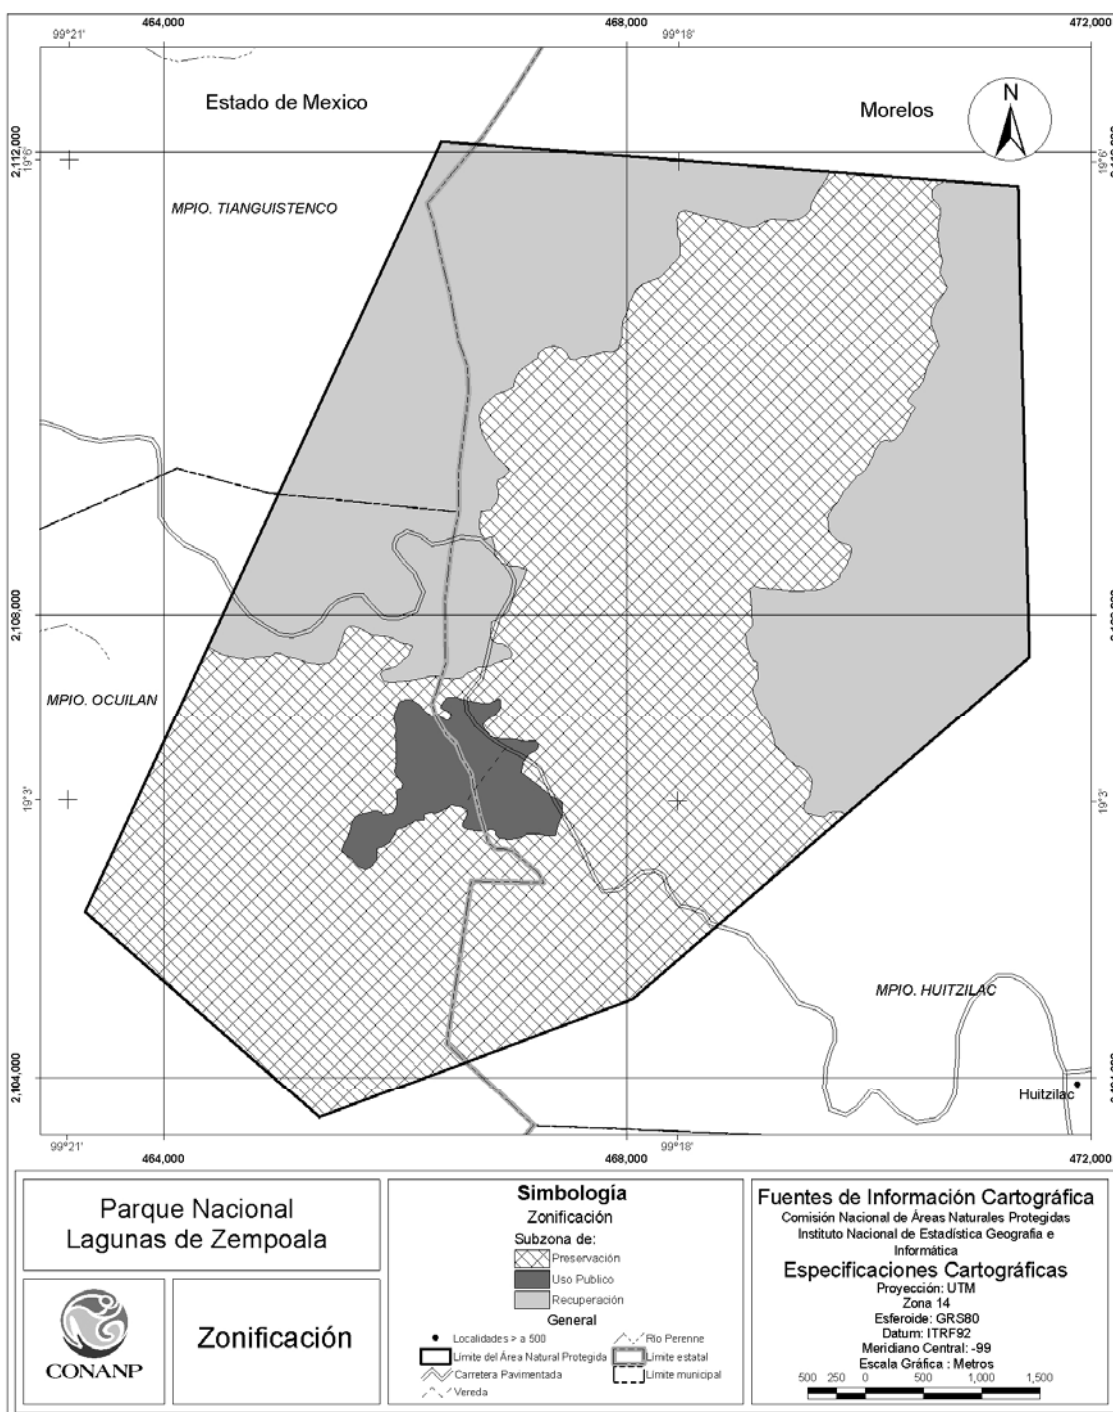 464,000
468,000
472,000
99°21'
99°18'
Estado de Mexico
Morelos
N
2,112,000
19°6'
19°6'
MPIO. TIANGUISTENCO
2,108,000
MPIO. OCUILAN
19°3'
19°3'
MPIO. HUITZILAC
2,104,000
Huitzilac
99°21'
99°18'
464,000
468,000
472,000
Parque Nacional
Lagunas de Zempoala
CONANP
Zonificación
Simbología
Zonificación
Subzona de:
Preservación
Uso Publico
Recuperación
General
Localidades > a 500
Rio Perenne
Límite del Área Natural Protegida
Límite estatal
Carretera Pavimentada
Límite municipal
Vereda
Fuentes de Información Cartográfica
Comisión Nacional de Áreas Naturales Protegidas
Instituto Nacional de Estadística Geografia e
Informática
Especificaciones Cartográficas
Proyección: UTM
Zona 14
Esferoide: GRS80
Datum: ITRF92
Meridiano Central: -99
Escala Gráfica : Metros
500 250 0 500 1,000 1,500